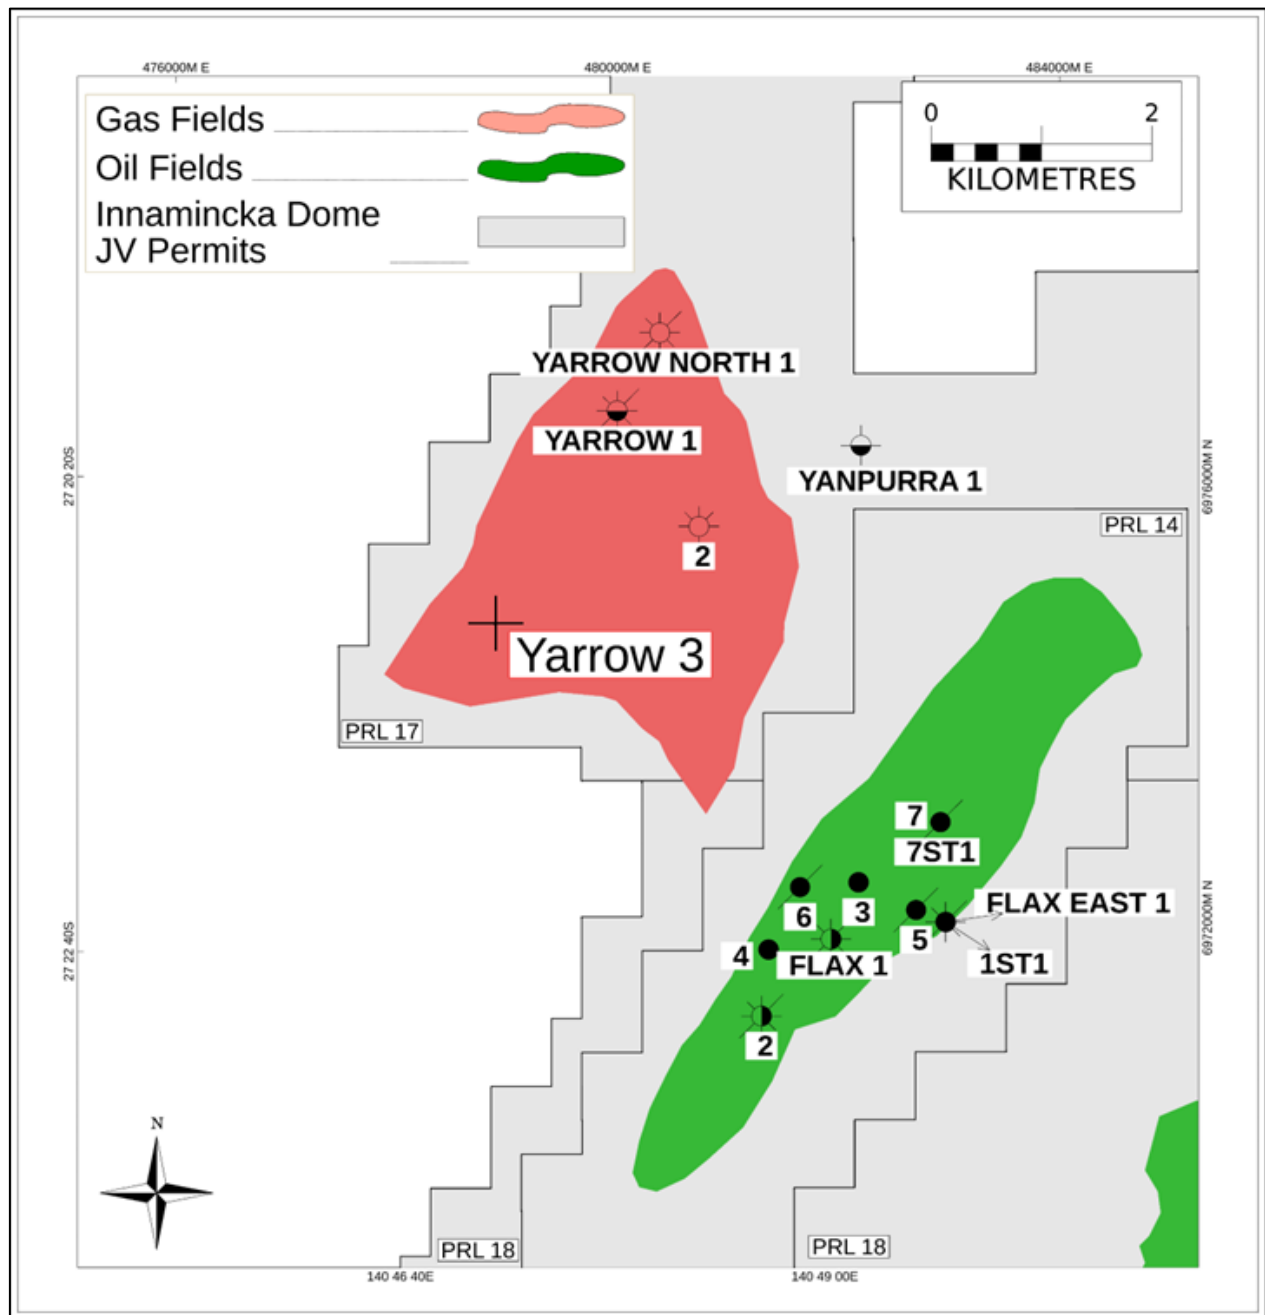 476000M E
480000M E
484000M E
Gas Fields
Oil Fields
Innamincka Dome
JV Permits
0 2
KILOMETRES
YARROW NORTH 1
YARROW 1
YANPURRA 1
27 20 20S
6976000M N
2
PRL 14
Yarrow 3
PRL 17
7
7ST1
6
3
5
FLAX EAST 1
1ST1
4
FLAX 1
27 22 40S
6972000M N
2
N
PRL 18
PRL 18
140 46 40E
140 49 00E